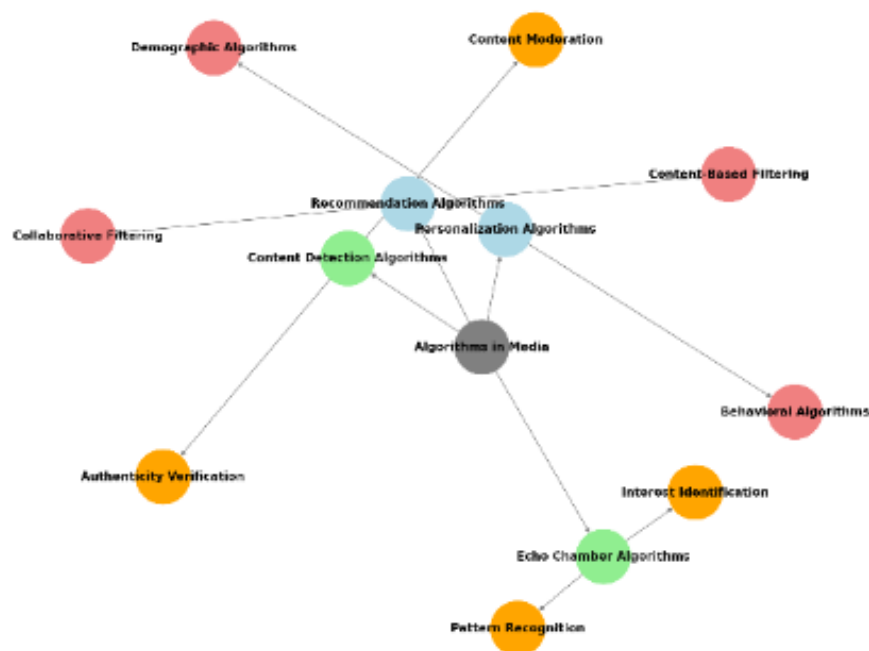 Content Moderation
Demographic Algorithms
Content-Based Filtering
Recommendation Algorithms
Personalization Algorithms
Collaborative Filtering
Content Detection Algorithms
Algorithms in Media
Behavioral Algorithms
Authenticity Verification
Interest Identification
Echo Chamber Algorithms
Pattern Recognition